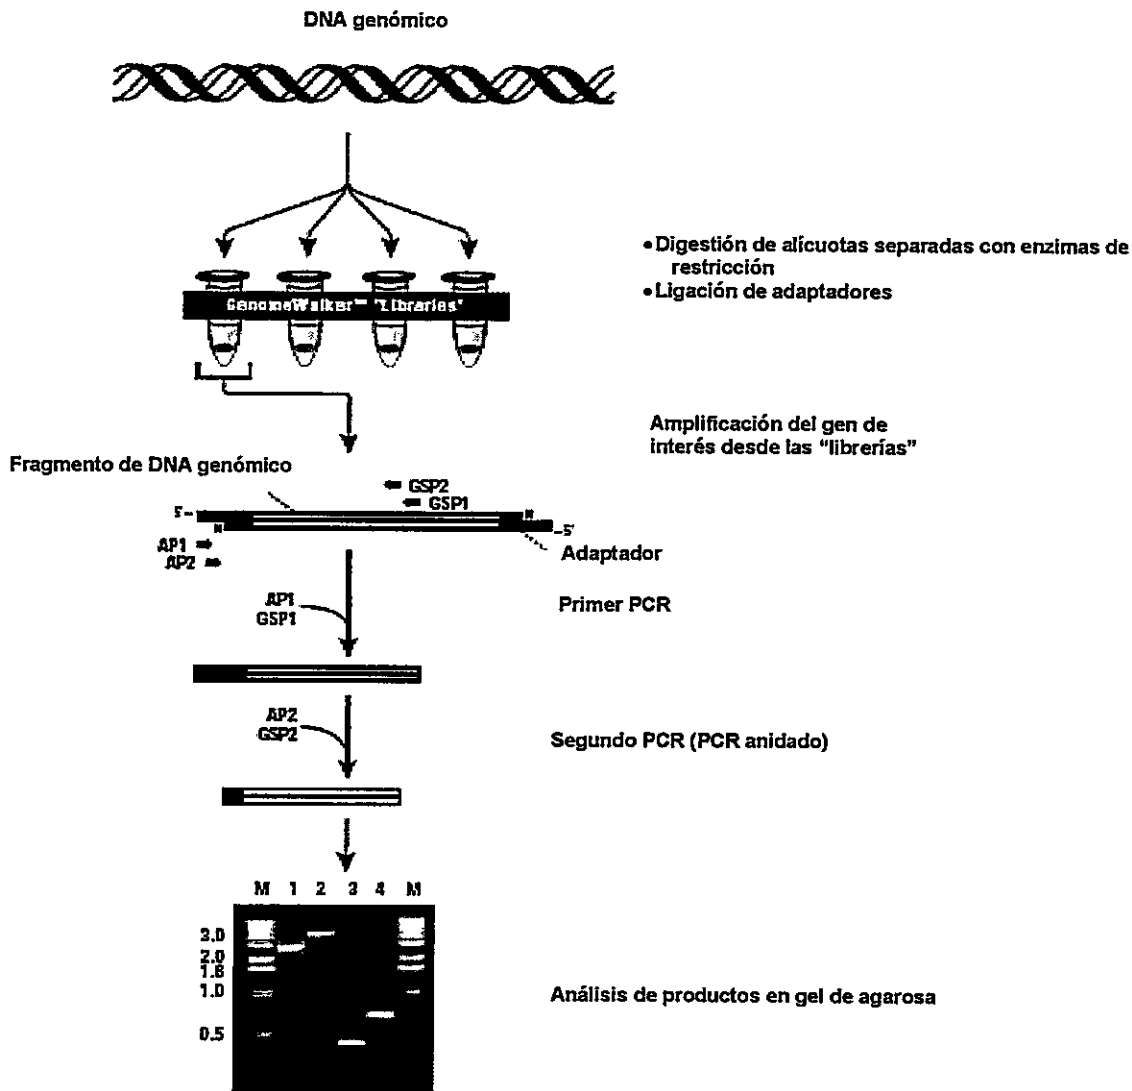 DNA genómico
•Digestión de alícuotas separadas con enzimas de
restricción
•Ligación de adaptadores
GenomeWalker™ "Libraries"
Amplificación del gen de
interés desde las “librerías”
Fragmento de DNA genómico
GSP2
GSP1
5'-
N
N
-5'
AP1
AP2
Adaptador
Primer PCR
AP1
GSP1
AP2
GSP2
Segundo PCR (PCR anidado)
M 1 2 3 4 M
3.0
2.0
1.6
1.0
0.5
Análisis de productos en gel de agarosa